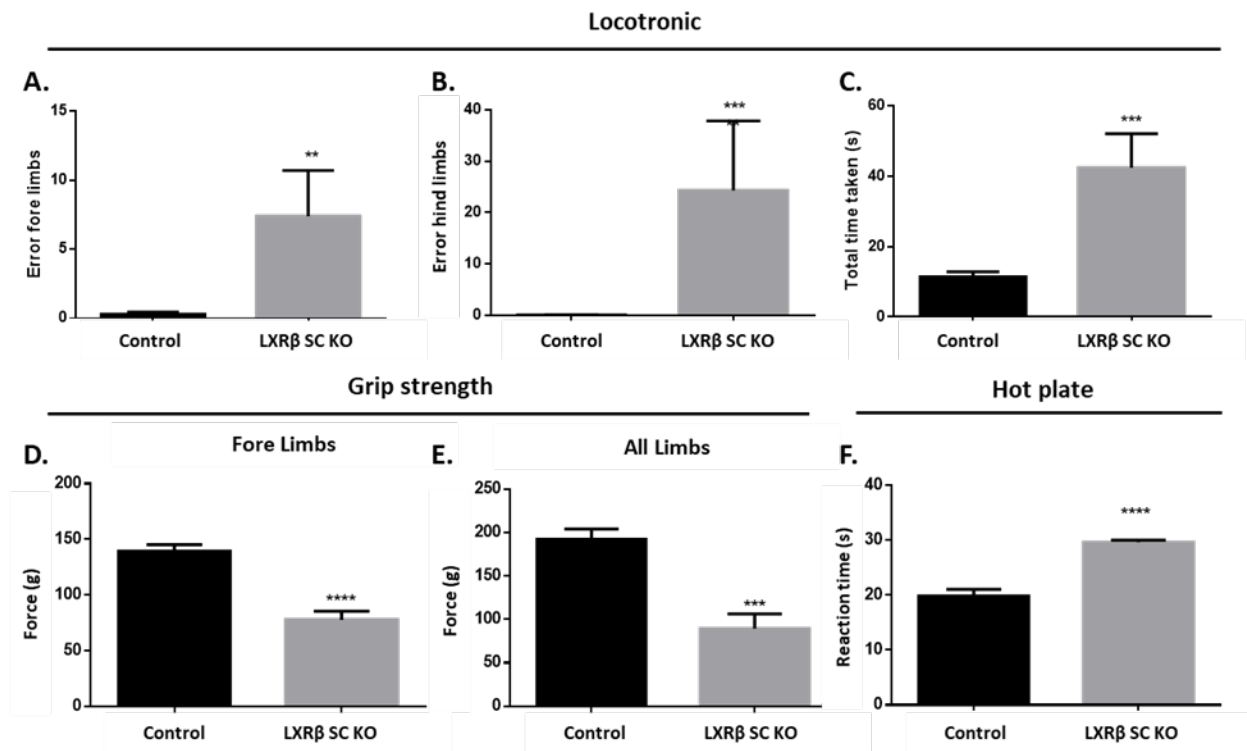 Locotronic
A.
Error fore limbs
15
10
5
0
**
Control
LXRβ SC KO
B.
Error hind limbs
40
30
20
10
0
***
**
Control
LXRβ SC KO
C.
Total time taken (s)
60
40
20
0
***
Control
LXRβ SC KO
Grip strength
Hot plate
D.
Fore Limbs
Force (g)
200
150
100
50
0
****
Control
LXRβ SC KO
E.
All Limbs
Force (g)
250
200
150
100
50
0
***
Control
LXRβ SC KO
F.
Reaction time (s)
40
30
20
10
0
****
Control
LXRβ SC KO